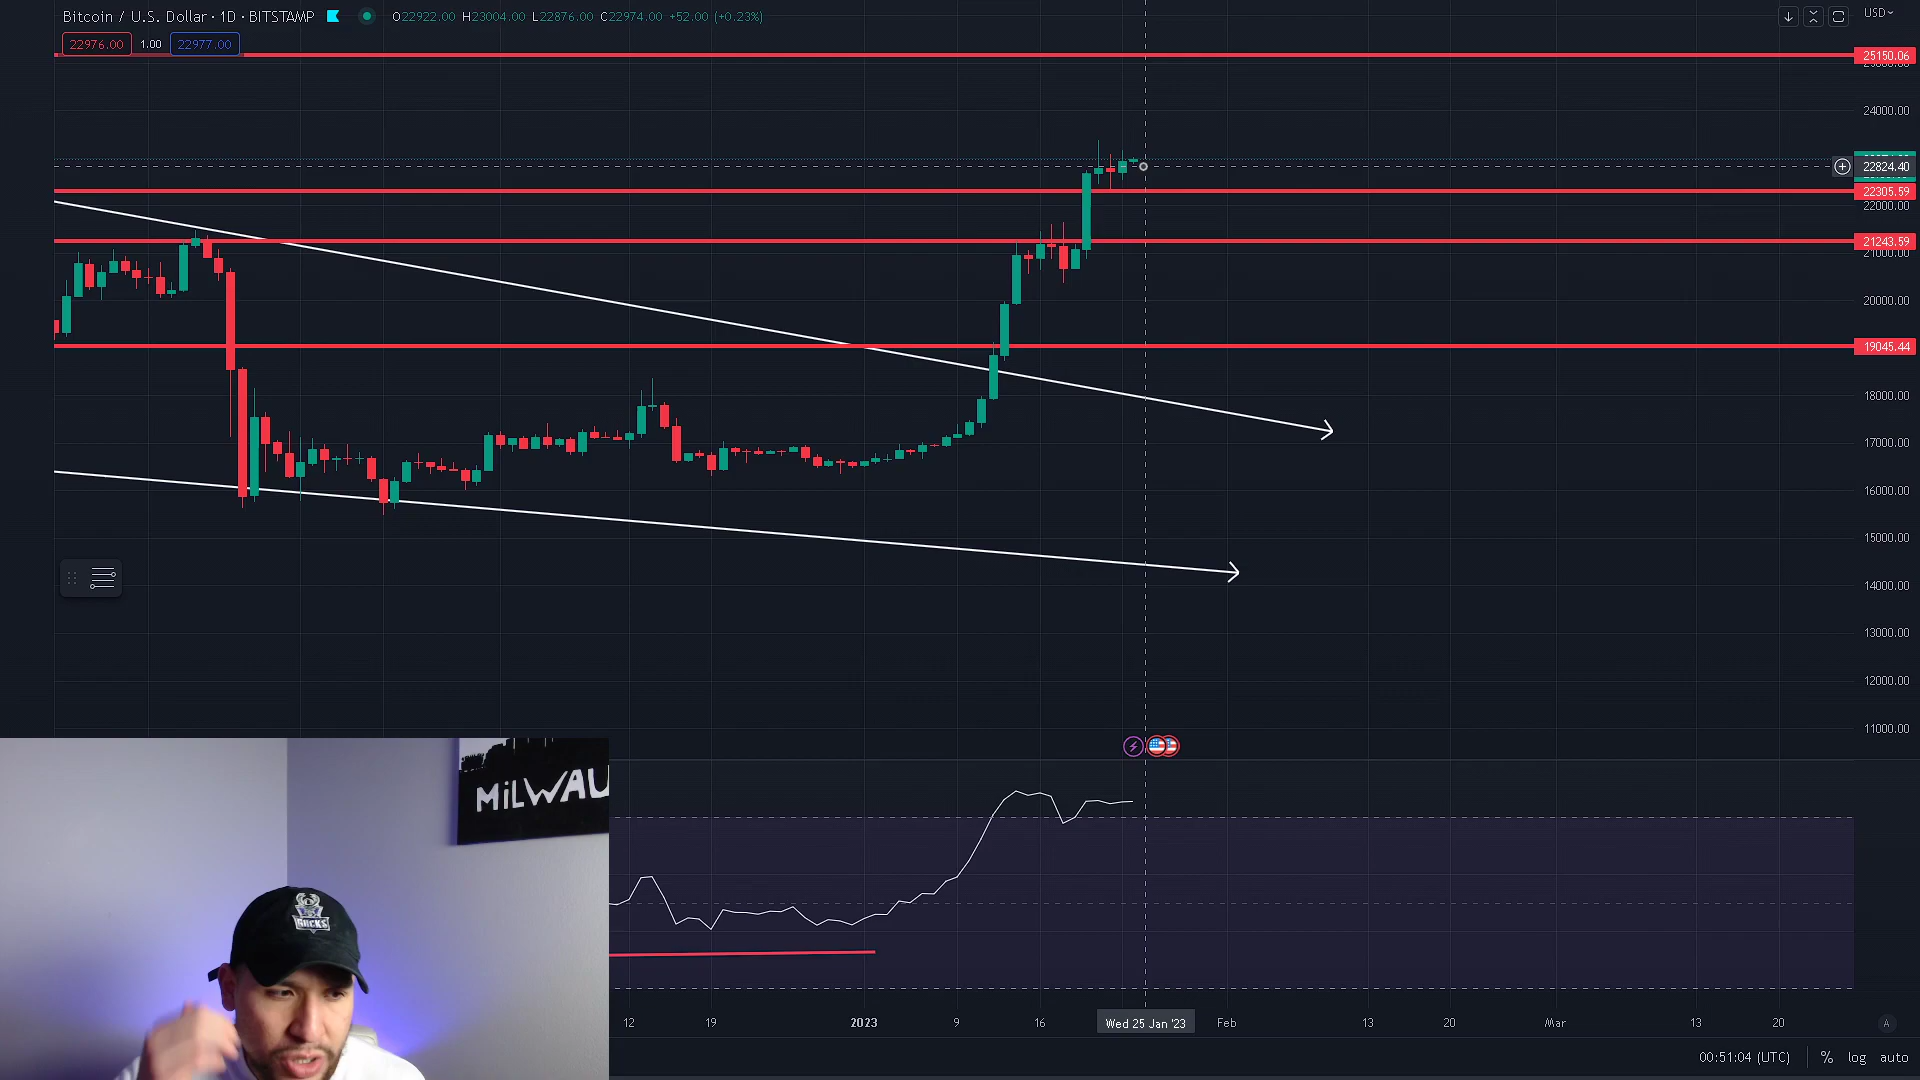 Bitcoin / U.S. Dollar · 1D · BITSTAMP O22922.00 H23004.00 L22876.00 C22974.00 +52.00 (+0.23%)
USD
22976.00 1.00 22977.00
25150.06
24000.00
22824.40
22305.59
22000.00
21243.59
21000.00
20000.00
19045.44
18000.00
17000.00
16000.00
15000.00
14000.00
13000.00
12000.00
11000.00
MiLWAU
BUCKS
12 19 2023 9 16 Wed 25 Jan '23 Feb 13 20 Mar 13 20 A
00:51:04 (UTC) % log auto